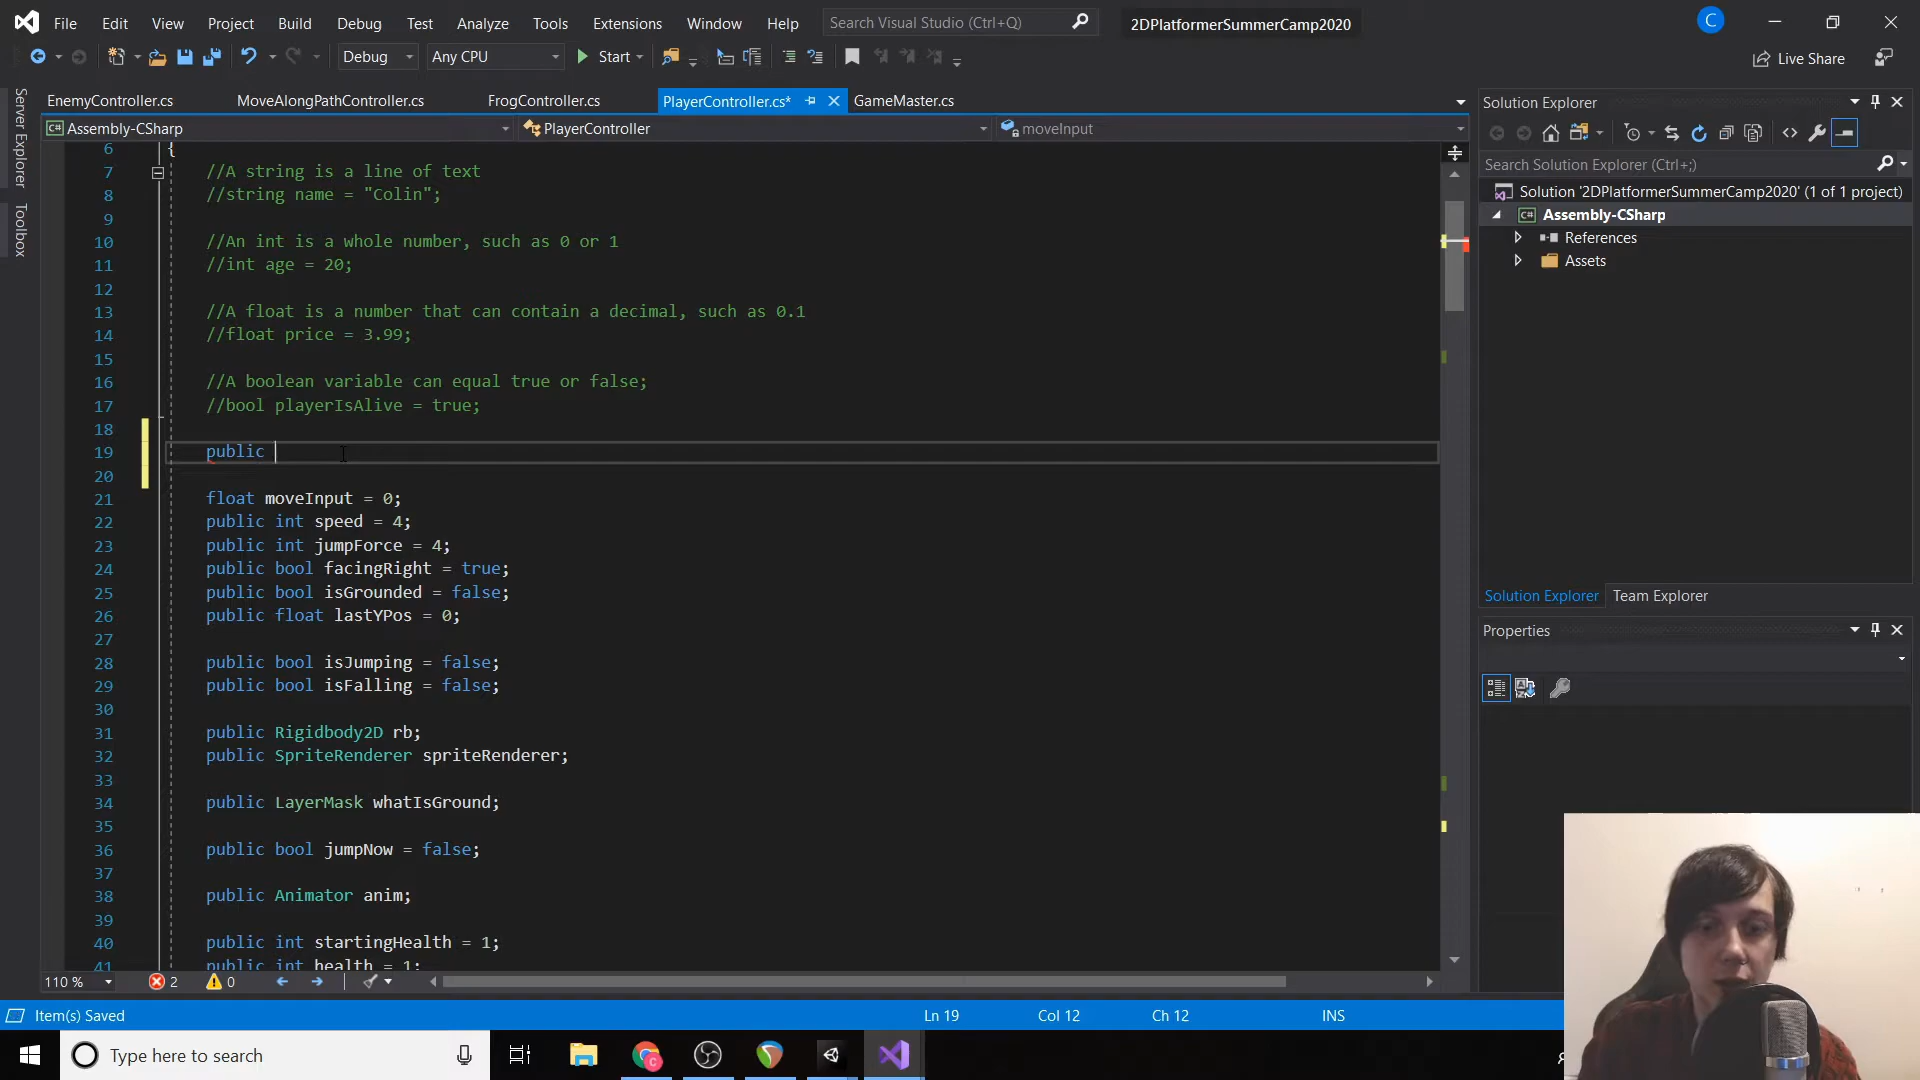 File Edit View Project Build Debug Test Analyze Tools Extensions Window Help Search Visual Studio (Ctrl+Q) 2DPlatformerSummerCamp2020 C
Debug Any CPU Start Live Share
Server Explorer
Toolbox
EnemyController.cs MoveAlongPathController.cs FrogController.cs PlayerController.cs* GameMaster.cs
C# Assembly-CSharp PlayerController moveInput
6 {
7 //A string is a line of text
8 //string name = "Colin";
9
10 //An int is a whole number, such as 0 or 1
11 //int age = 20;
12
13 //A float is a number that can contain a decimal, such as 0.1
14 //float price = 3.99;
15
16 //A boolean variable can equal true or false;
17 //bool playerIsAlive = true;
18
19 public
20
21 float moveInput = 0;
22 public int speed = 4;
23 public int jumpForce = 4;
24 public bool facingRight = true;
25 public bool isGrounded = false;
26 public float lastYPos = 0;
27
28 public bool isJumping = false;
29 public bool isFalling = false;
30
31 public Rigidbody2D rb;
32 public SpriteRenderer spriteRenderer;
33
34 public LayerMask whatIsGround;
35
36 public bool jumpNow = false;
37
38 public Animator anim;
39
40 public int startingHealth = 1;
41 public int health = 1;
110 % 2 0
Solution Explorer
Search Solution Explorer (Ctrl+;)
Solution '2DPlatformerSummerCamp2020' (1 of 1 project)
C# Assembly-CSharp
References
Assets
Solution Explorer Team Explorer
Properties
Item(s) Saved Ln 19 Col 12 Ch 12 INS
Type here to search